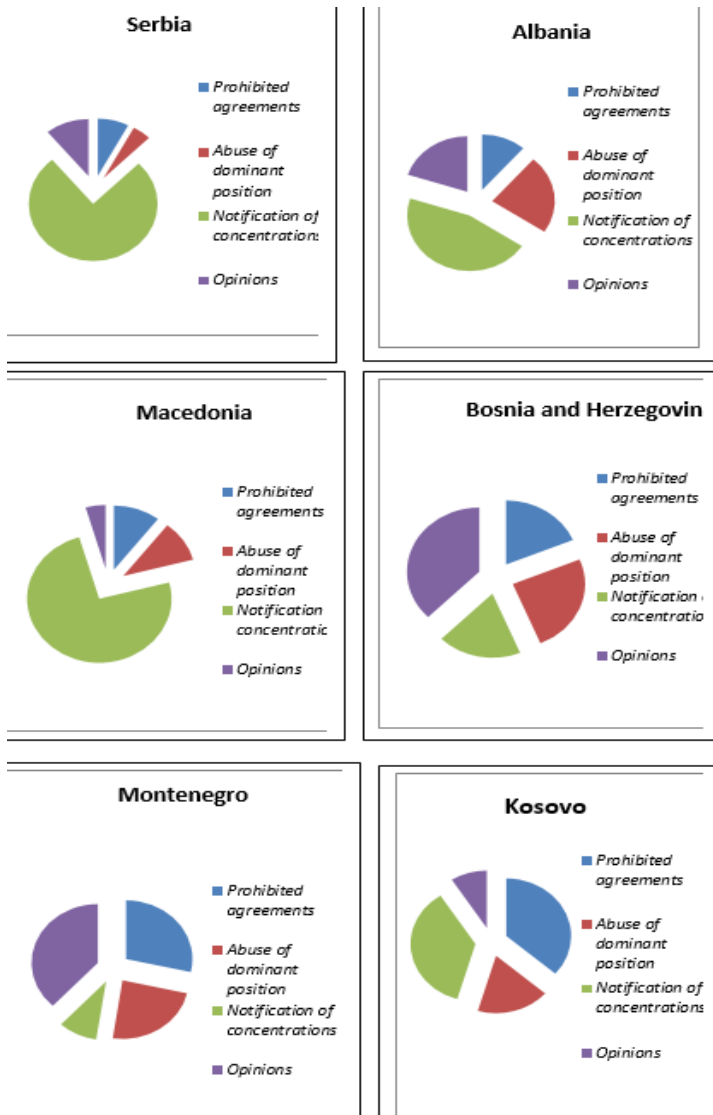 Serbia
Prohibited
agreements
Abuse of
dominant
position
Notification of
concentrations
Opinions
Albania
Prohibited
agreements
Abuse of
dominant
position
Notification of
concentrations
Opinions
Macedonia
Prohibited
agreements
Abuse of
dominant
position
Notification
concentratic
Opinions
Bosnia and Herzegovin
Prohibited
agreements
Abuse of
dominant
position
Notification
concentratio
Opinions
Montenegro
Prohibited
agreements
Abuse of
dominant
position
Notification of
concentrations
Opinions
Kosovo
Prohibited
agreements
Abuse of
dominant
position
Notification of
concentrations
Opinions